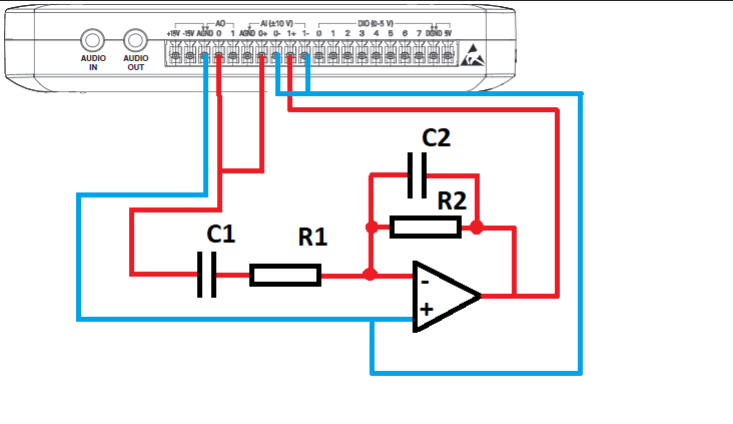 AO AI (±10 V) DIO (0-5 V)
+15V -15V AGND 0 1 AGND 0+ 0- 1+ 1- 0 1 2 3 4 5 6 7 DGND 5V
AUDIO IN
AUDIO OUT
C2
R2
C1
R1
-
+